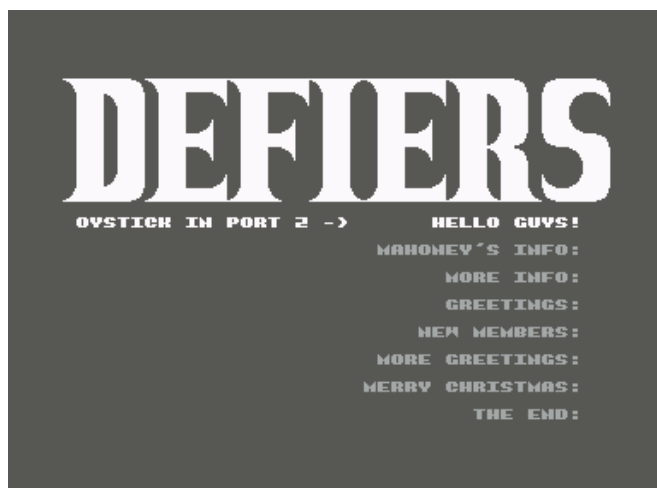 DEFIERS
OYSTICK IN PORT 2 -> HELLO GUYS!
MAHONEY'S INFO:
MORE INFO:
GREETINGS:
NEW MEMBERS:
MORE GREETINGS:
MERRY CHRISTMAS:
THE END: